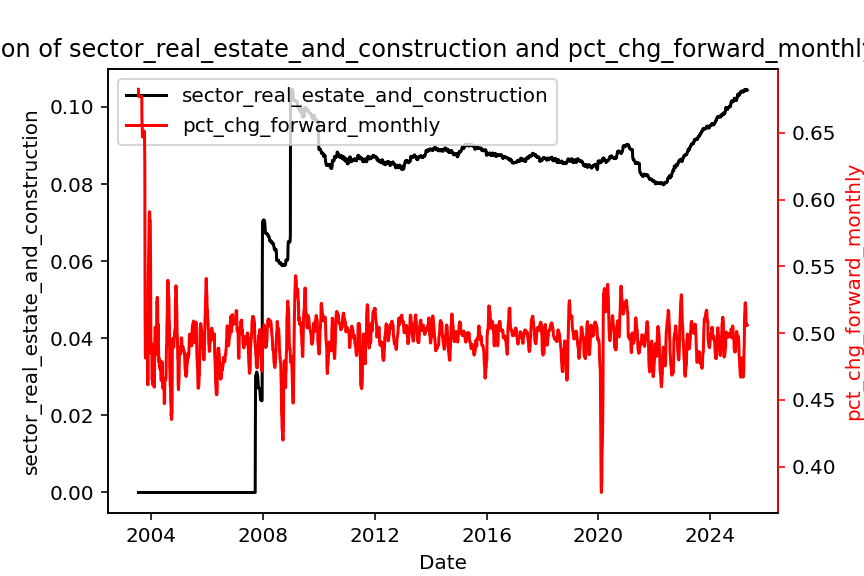 on of sector_real_estate_and_construction and pct_chg_forward_monthly
sector_real_estate_and_construction
pct_chg_forward_monthly
0.10
0.08
0.06
0.04
0.02
0.00
sector_real_estate_and_construction
0.65
0.60
0.55
0.50
0.45
0.40
pct_chg_forward_monthly
2004 2008 2012 2016 2020 2024
Date